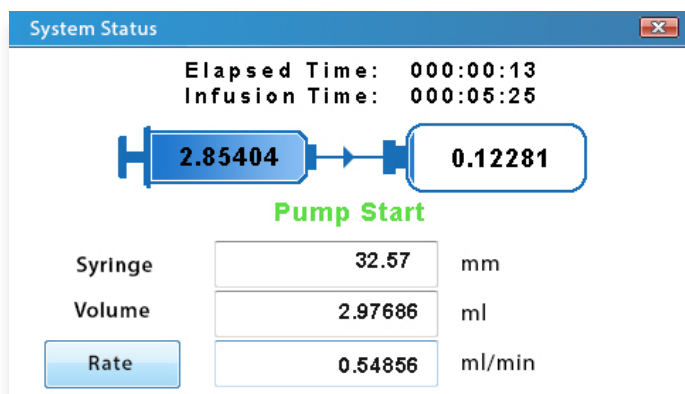 System Status
Elapsed Time: 000:00:13
Infusion Time: 000:05:25
2.85404 0.12281
Pump Start
Syringe 32.57 mm
Volume 2.97686 ml
Rate 0.54856 ml/min